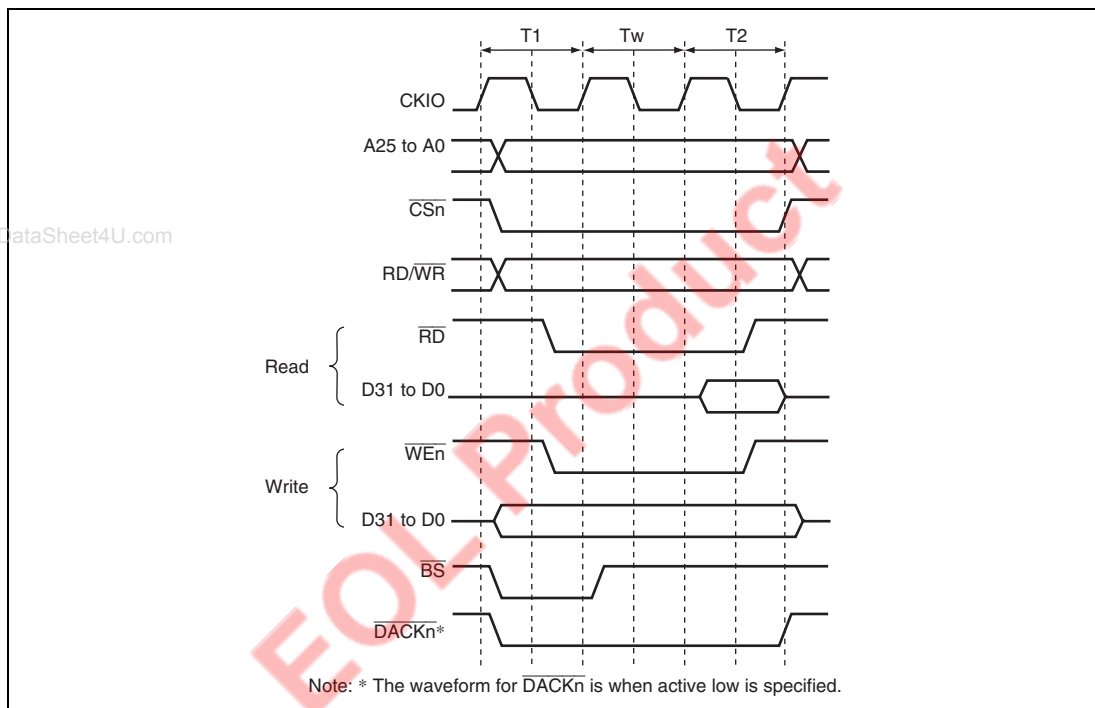 T1 Tw T2
CKIO
A25 to A0
CSn
DataSheet4U.com
RD/WR
RD
Read
D31 to D0
WEn
Write
D31 to D0
BS
DACKn*
Note: * The waveform for DACKn is when active low is specified.
EOL Product